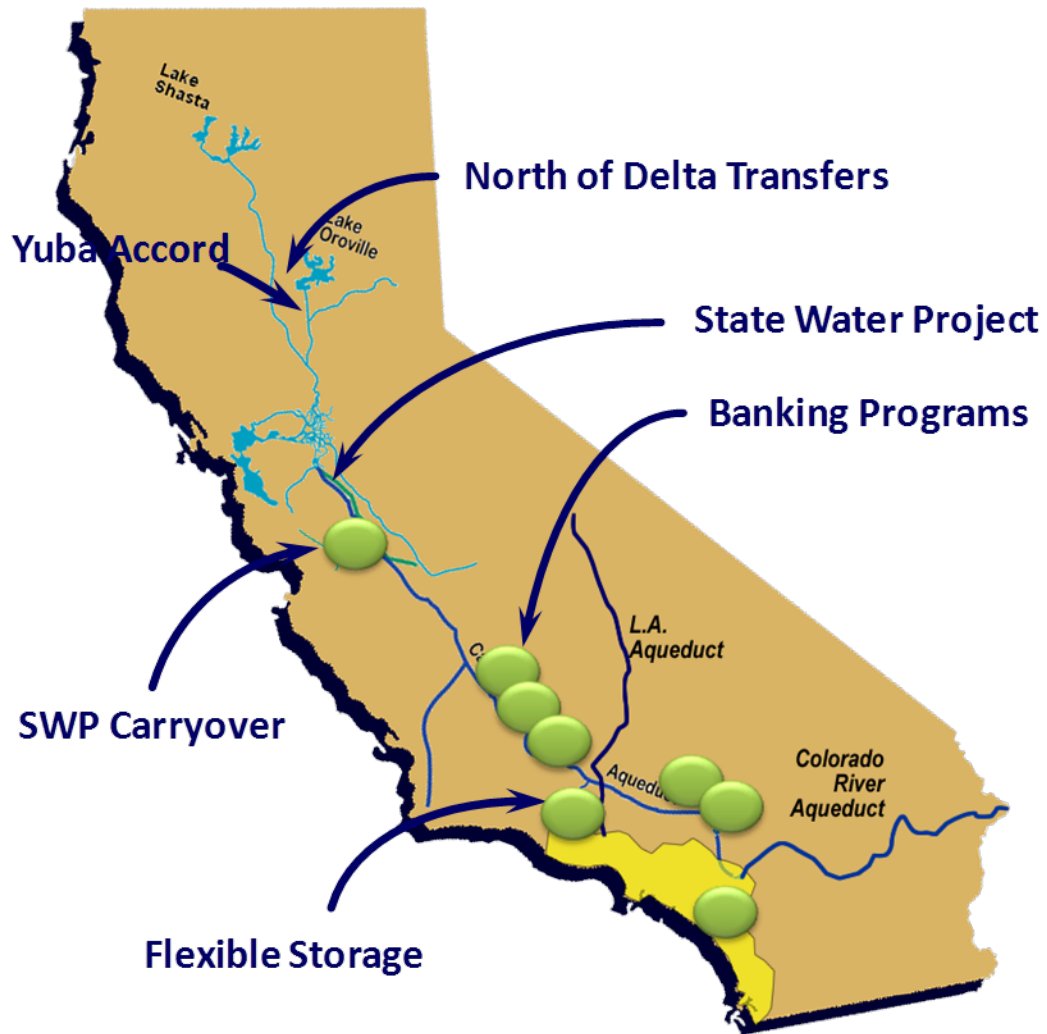 Lake
Shasta
North of Delta Transfers
Lake
Oroville
Yuba Accord
State Water Project
Banking Programs
L.A.
Aqueduct
SWP Carryover
Colorado
River
Aqueduct
Aqueduct
Flexible Storage